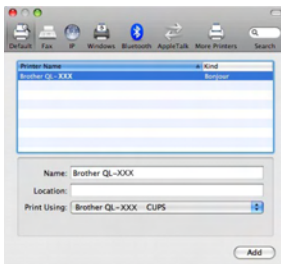 Default Fax IP Windows Bluetooth AppleTalk More Printers Search
Printer Name Kind
Brother QL-XXX Bonjour
Name: Brother QL-XXX
Location:
Print Using: Brother QL-XXX CUPS
Add